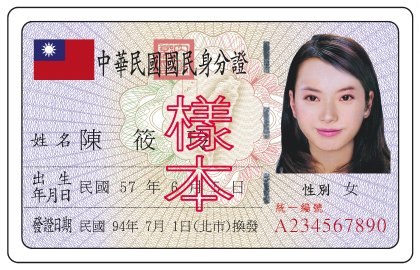 中華民國國民身分證
樣本
姓名 陳筱
出生年月日 民國 57 年 6 月 5 日
性別 女
統一編號
發證日期 民國 94年 7月 1日(北市)換發
A234567890